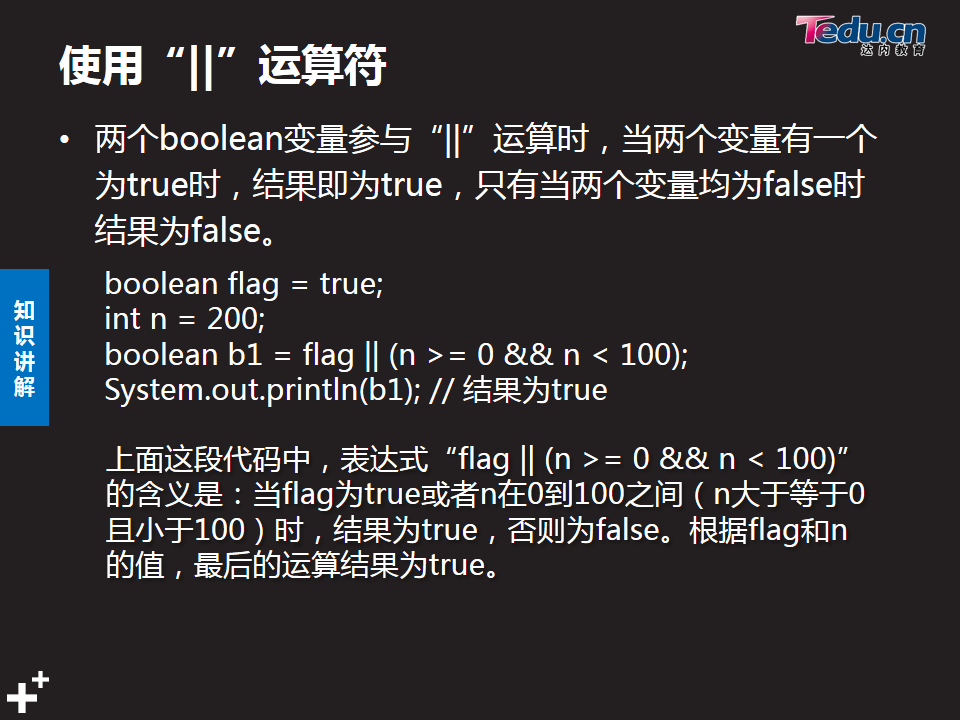 Tedu.cn
达内教育
使用“||”运算符
• 两个boolean变量参与“||”运算时，当两个变量有一个
为true时，结果即为true，只有当两个变量均为false时
结果为false。
知识讲解
boolean flag = true;
int n = 200;
boolean b1 = flag || (n >= 0 && n < 100);
System.out.println(b1); // 结果为true
上面这段代码中，表达式“flag || (n >= 0 && n < 100)”
的含义是：当flag为true或者n在0到100之间（n大于等于0
且小于100）时，结果为true，否则为false。根据flag和n
的值，最后的运算结果为true。